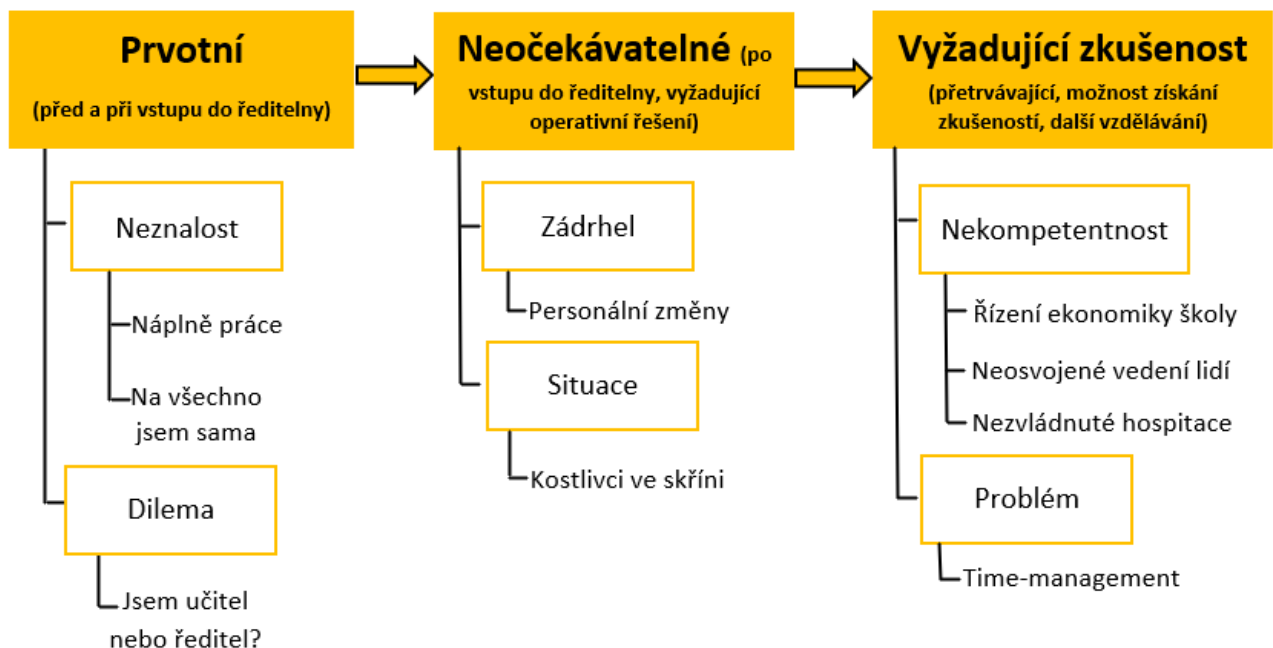 Prvotní
(před a při vstupu do ředitelny)
Neznalost
Náplně práce
Na všechno
jsem sama
Dilema
Jsem učitel
nebo ředitel?
Neočekávatelné (po
vstupu do ředitelny, vyžadující
operativní řešení)
Zádrhel
Personální změny
Situace
Kostlivci ve skříni
Vyžadující zkušenost
(přetrvávající, možnost získání
zkušeností, další vzdělávání)
Nekompetentnost
Řízení ekonomiky školy
Neosvojené vedení lidí
Nezvládnuté hospitace
Problém
Time-management